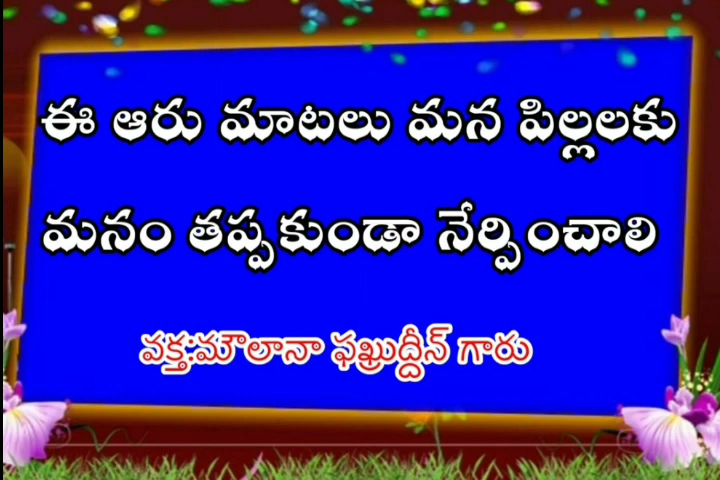 ఈ ఆరు మాటలు మన పిల్లలకు
మనం తప్పకుండా నేర్పించాలి
వక్త:మౌలానా ఫఖ్రుద్దీన్ గారు